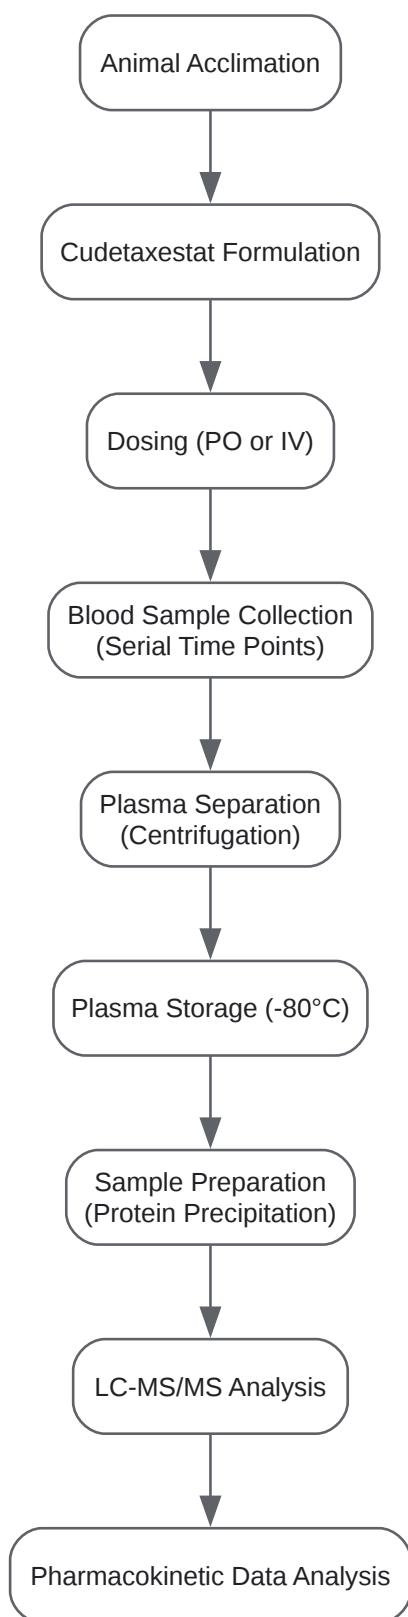 Animal Acclimation
Cudetaxestat Formulation
Dosing (PO or IV)
Blood Sample Collection
(Serial Time Points)
Plasma Separation
(Centrifugation)
Plasma Storage (-80°C)
Sample Preparation
(Protein Precipitation)
LC-MS/MS Analysis
Pharmacokinetic Data Analysis